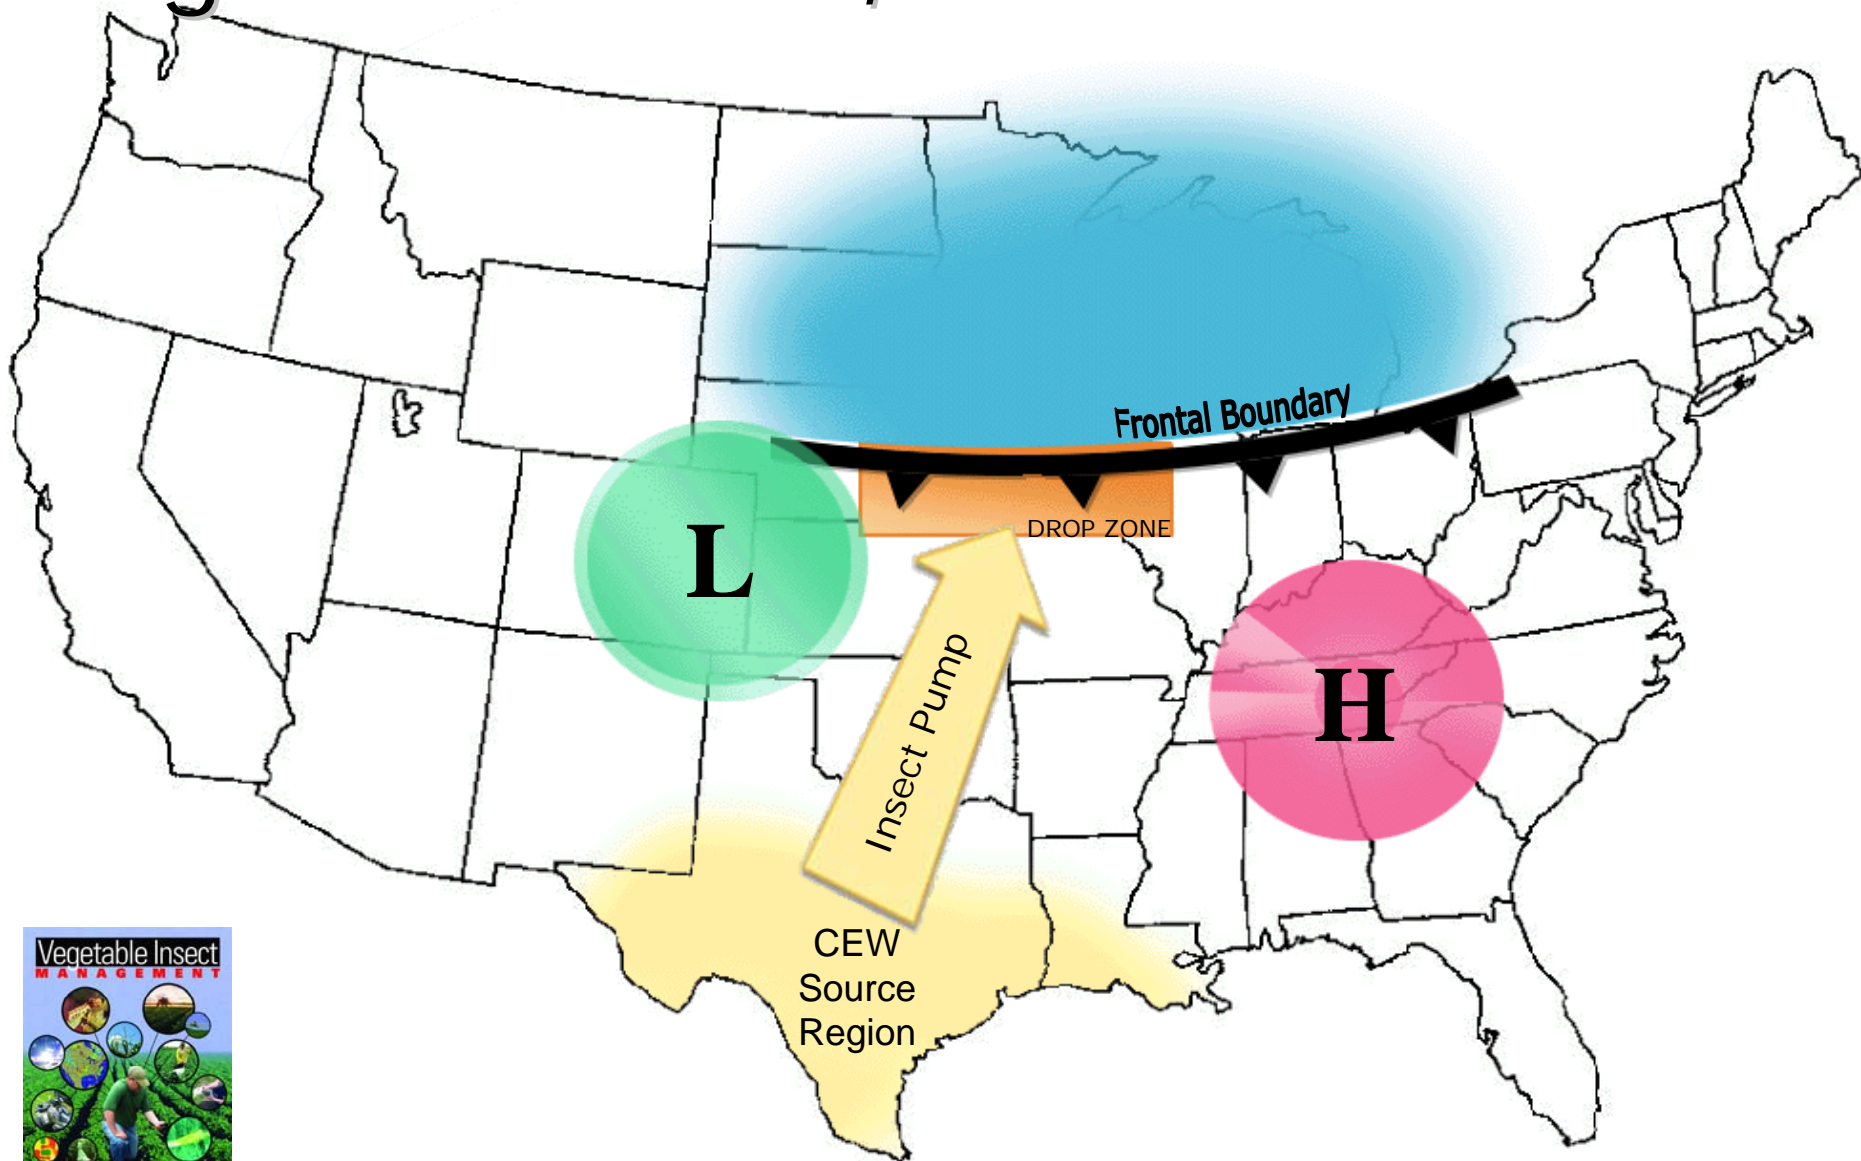 Frontal Boundary
DROP ZONE
L
Insect Pump
H
CEW
Source
Region
Vegetable Insect
MANAGEMENT